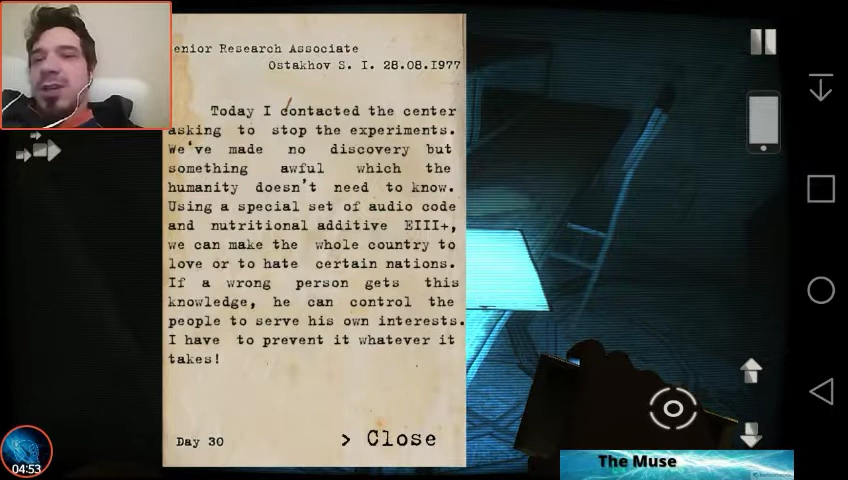 enior Research Associate
Ostakhov S. I. 28.08.1977
Today I contacted the center
asking to stop the experiments.
We've made no discovery but
something awful which the
humanity doesn't need to know.
Using a special set of audio code
and nutritional additive EIII+,
we can make the whole country to
love or to hate certain nations.
If a wrong person gets this
knowledge, he can control the
people to serve his own interests.
I have to prevent it whatever it
takes!
Day 30
> Close
04:53
The Muse